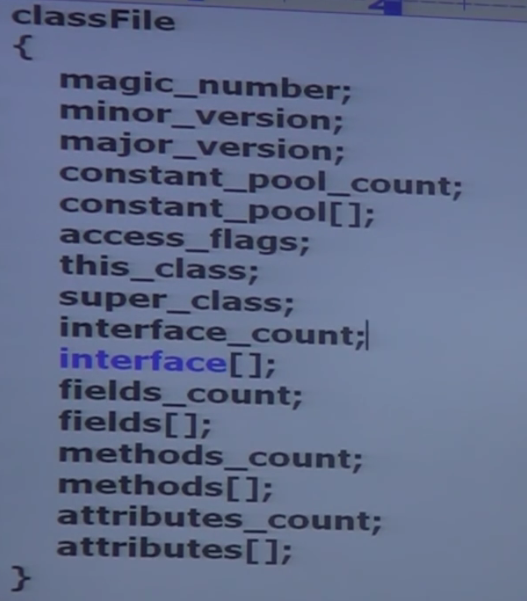 classFile
{
magic_number;
minor_version;
major_version;
constant_pool_count;
constant_pool[];
access_flags;
this_class;
super_class;
interface_count;
interface[];
fields_count;
fields[];
methods_count;
methods[];
attributes_count;
attributes[];
}